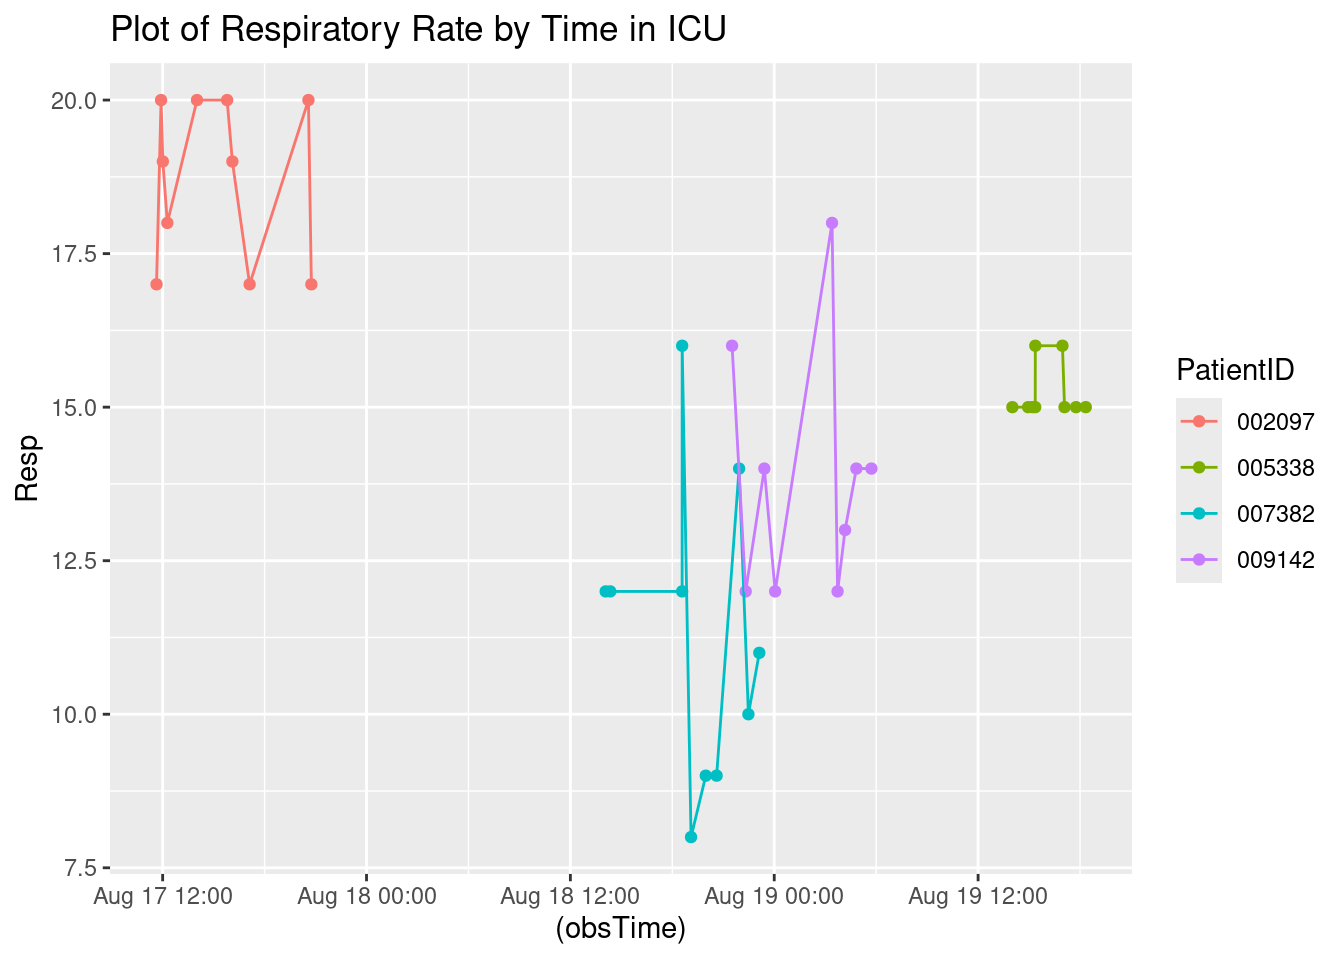 Plot of Respiratory Rate by Time in ICU
20.0
17.5
15.0
12.5
10.0
7.5
Resp
Aug 17 12:00
Aug 18 00:00
Aug 18 12:00
Aug 19 00:00
Aug 19 12:00
(obsTime)
PatientID
002097
005338
007382
009142